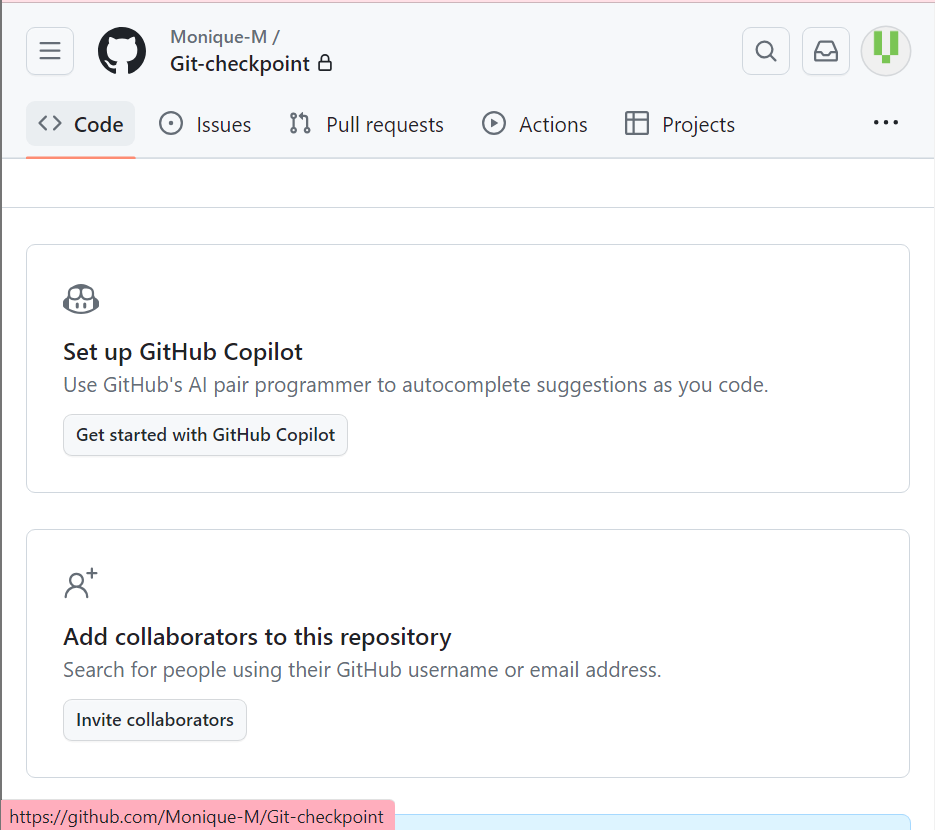 Monique-M /
Git-checkpoint
Code Issues Pull requests Actions Projects
Set up GitHub Copilot
Use GitHub's AI pair programmer to autocomplete suggestions as you code.
Get started with GitHub Copilot
Add collaborators to this repository
Search for people using their GitHub username or email address.
Invite collaborators
https://github.com/Monique-M/Git-checkpoint